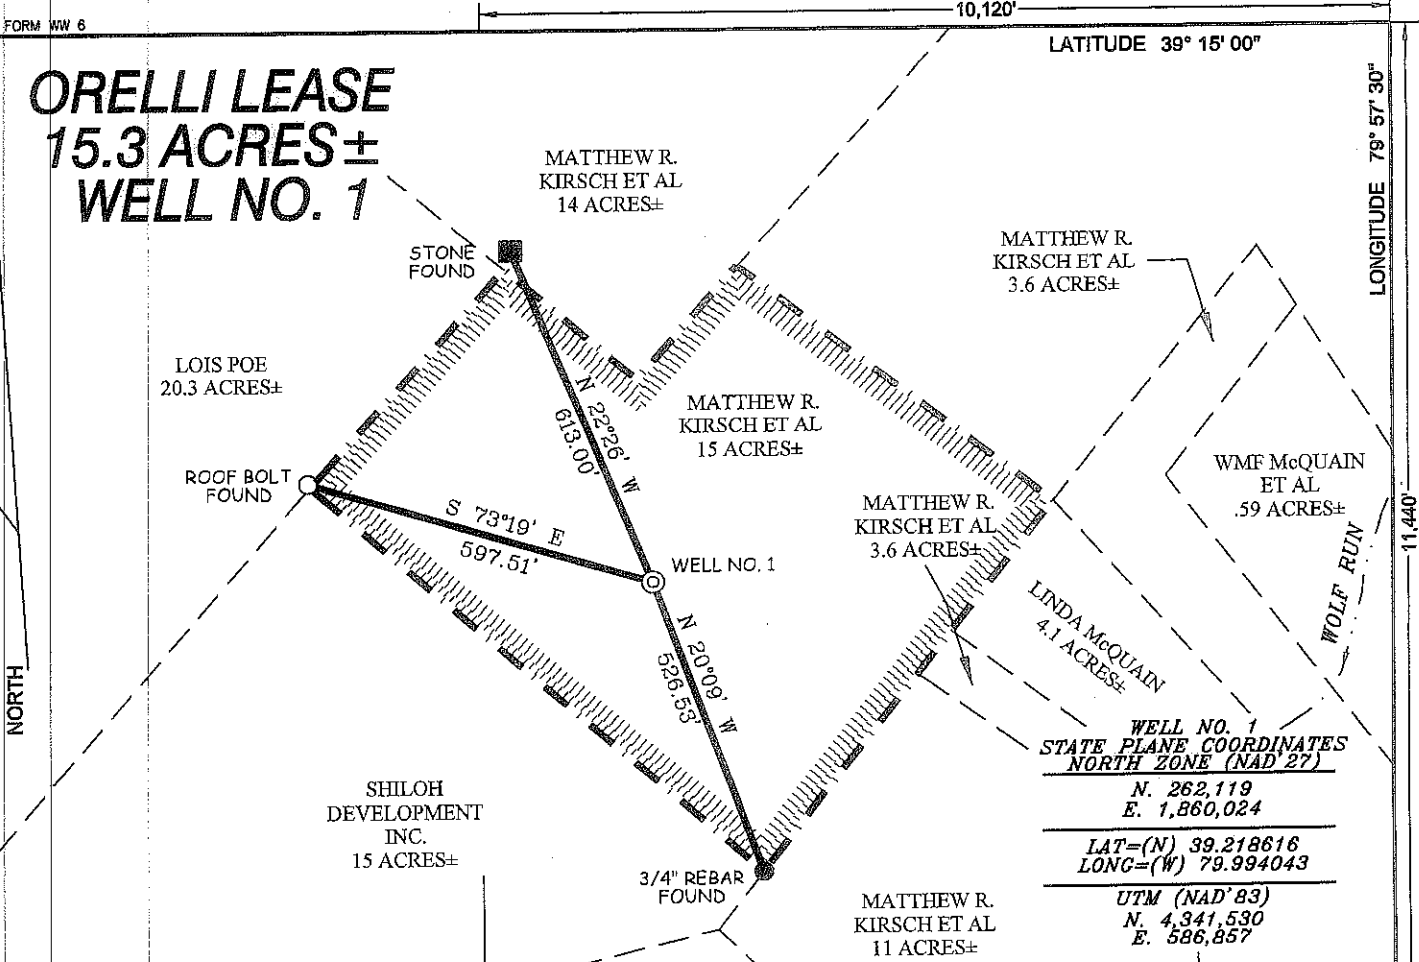 FORM WW 6
10,120'
LATITUDE 39° 15' 00"
LONGITUDE 79° 57' 30"
11,440'
ORELLI LEASE
15.3 ACRES±
WELL NO. 1
MATTHEW R.
KIRSCH ET AL
14 ACRES±
STONE
FOUND
MATTHEW R.
KIRSCH ET AL
3.6 ACRES±
LOIS POE
20.3 ACRES±
N 22°26' W
613.00'
MATTHEW R.
KIRSCH ET AL
15 ACRES±
ROOF BOLT
FOUND
S 73°19' E
597.51'
WELL NO. 1
MATTHEW R.
KIRSCH ET AL
3.6 ACRES±
WMF McQUAIN
ET AL
.59 ACRES±
WOLF RUN
LINDA McQUAIN
4.1 ACRES±
N 20°09' W
526.53'
NORTH
SHILOH
DEVELOPMENT
INC.
15 ACRES±
3/4" REBAR
FOUND
MATTHEW R.
KIRSCH ET AL
11 ACRES±
WELL NO. 1
STATE PLANE COORDINATES
NORTH ZONE (NAD'27)
N. 262,119
E. 1,860,024
LAT=(N) 39.218616
LONG=(W) 79.994043
UTM (NAD'83)
N. 4,341,530
E. 586,857